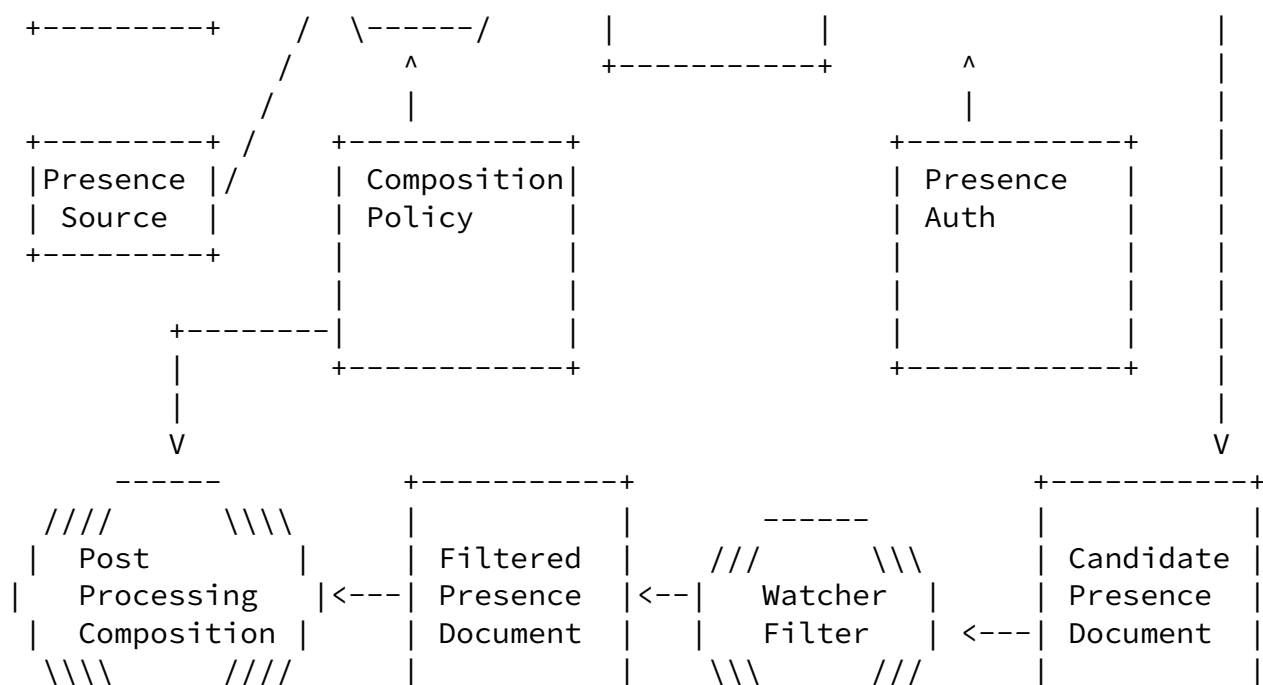 +---------+     /  \------/      |           |                    |
               /      ^          +-----------+       ^            |
              /       |                              |            |
+---------+ /     +------------+                 +------------+    |
|Presence |/      | Composition|                 | Presence   |    |
| Source  |       | Policy     |                 | Auth       |    |
+---------+       |            |                 |            |    |
                  |            |                 |            |    |
         +--------|            |                 |            |    |
         |        +------------+                 +------------+    |
         |                                                         |
         V                                                         V
      ------          +-----------+                      +-----------+
  ////      \\\\      |           |       ------         |           |
 |  Post        |     | Filtered  |    ///      \\\      | Candidate |
|   Processing   |<---| Presence  |<--|   Watcher  |     | Presence  |
 |  Composition |     | Document  |   |   Filter   | <---| Document  |
  \\\\      ////      |           |    \\\      ///      |           |